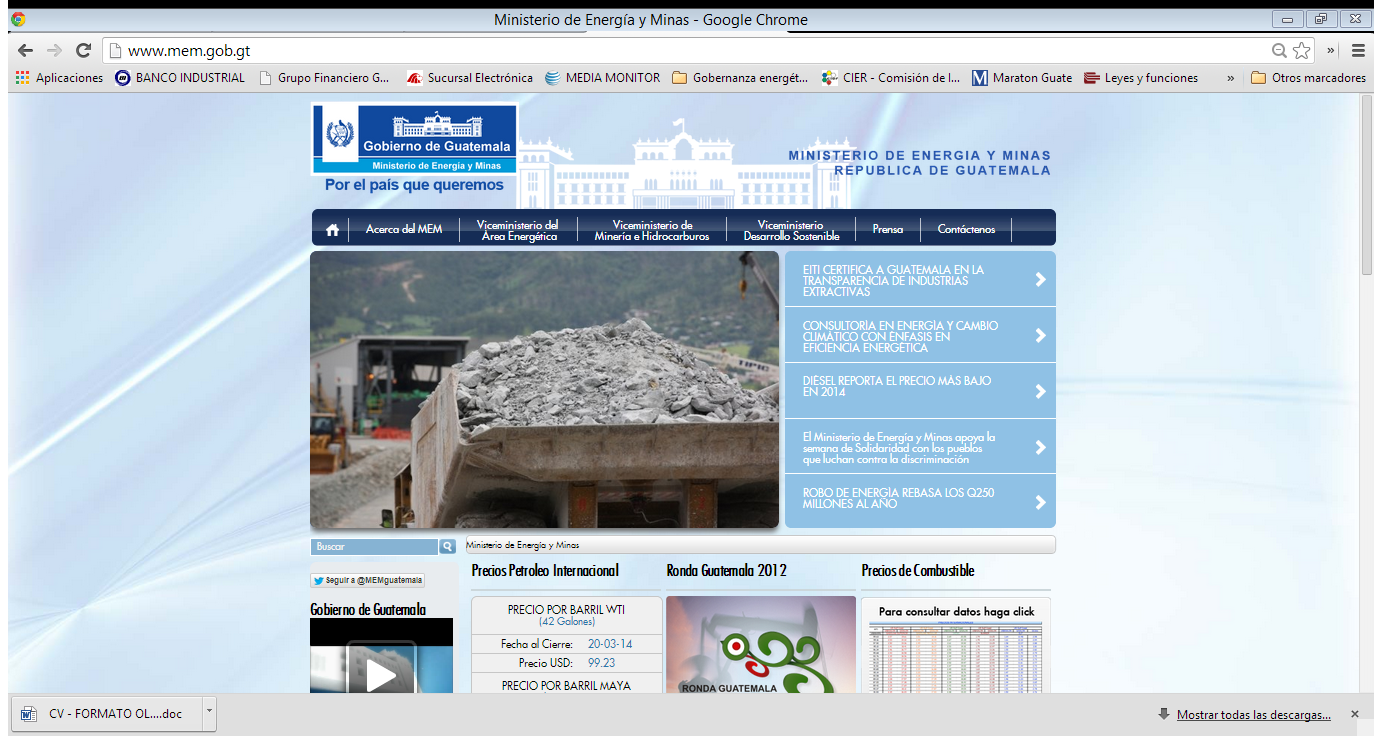 Ministerio de Energía y Minas - Google Chrome
www.mem.gob.gt
Aplicaciones BANCO INDUSTRIAL Grupo Financiero G... Sucursal Electrónica MEDIA MONITOR Gobernanza energét... CIER - Comisión de l... Maraton Guate Leyes y funciones » Otros marcadores
Gobierno de Guatemala
Ministerio de Energía y Minas
Por el país que queremos
MINISTERIO DE ENERGIA Y MINAS
REPUBLICA DE GUATEMALA
Acerca del MEM
Viceministerio del
Área Energética
Viceministerio de
Minería e Hidrocarburos
Viceministerio
Desarrollo Sostenible
Prensa
Contáctenos
EITI CERTIFICA A GUATEMALA EN LA
TRANSPARENCIA DE INDUSTRIAS
EXTRACTIVAS
CONSULTORÍA EN ENERGÍA Y CAMBIO
CLIMÁTICO CON ÉNFASIS EN
EFICIENCIA ENERGÉTICA
DIÉSEL REPORTA EL PRECIO MÁS BAJO
EN 2014
El Ministerio de Energía y Minas apoya la
semana de Solidaridad con los pueblos
que luchan contra la discriminación
ROBO DE ENERGÍA REBASA LOS Q250
MILLONES AL AÑO
Buscar
Ministerio de Energía y Minas
Seguir a @MEMguatemala
Gobierno de Guatemala
Precios Petroleo Internacional
PRECIO POR BARRIL WTI
(42 Galones)
Fecha al Cierre: 20-03-14
Precio USD: 99.23
PRECIO POR BARRIL MAYA
Ronda Guatemala 2012
RONDA GUATEMALA
Precios de Combustible
Para consultar datos haga click
CV - FORMATO OL....doc
Mostrar todas las descargas...